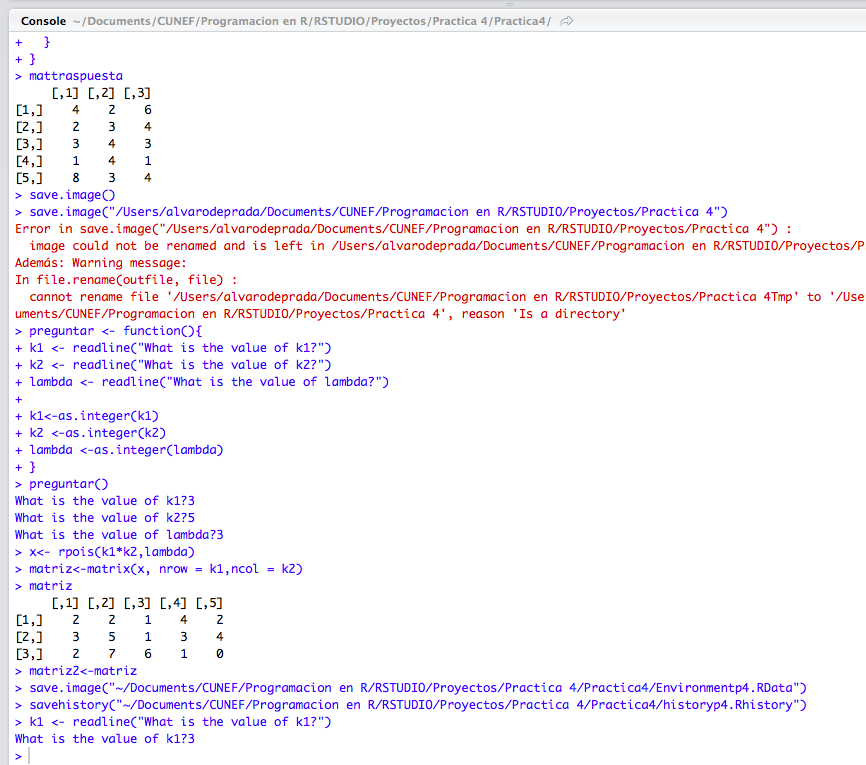 Console ~/Documents/CUNEF/Programacion en R/RSTUDIO/Proyectos/Practica 4/Practica4/
+   }
+ }
> mattraspuesta
     [,1] [,2] [,3]
[1,]    4    2    6
[2,]    2    3    4
[3,]    3    4    3
[4,]    1    4    1
[5,]    8    3    4
> save.image()
> save.image("/Users/alvarodeprada/Documents/CUNEF/Programacion en R/RSTUDIO/Proyectos/Practica 4")
Error in save.image("/Users/alvarodeprada/Documents/CUNEF/Programacion en R/RSTUDIO/Proyectos/Practica 4") :
  image could not be renamed and is left in /Users/alvarodeprada/Documents/CUNEF/Programacion en R/RSTUDIO/Proyectos/P
Además: Warning message:
In file.rename(outfile, file) :
  cannot rename file '/Users/alvarodeprada/Documents/CUNEF/Programacion en R/RSTUDIO/Proyectos/Practica 4Tmp' to '/Use
uments/CUNEF/Programacion en R/RSTUDIO/Proyectos/Practica 4', reason 'Is a directory'
> preguntar <- function(){
+ k1 <- readline("What is the value of k1?")
+ k2 <- readline("What is the value of k2?")
+ lambda <- readline("What is the value of lambda?")
+
+ k1<-as.integer(k1)
+ k2 <-as.integer(k2)
+ lambda <-as.integer(lambda)
+ }
> preguntar()
What is the value of k1?3
What is the value of k2?5
What is the value of lambda?3
> x<- rpois(k1*k2,lambda)
> matriz<-matrix(x, nrow = k1,ncol = k2)
> matriz
     [,1] [,2] [,3] [,4] [,5]
[1,]    2    2    1    4    2
[2,]    3    5    1    3    4
[3,]    2    7    6    1    0
> matriz2<-matriz
> save.image("~/Documents/CUNEF/Programacion en R/RSTUDIO/Proyectos/Practica 4/Practica4/Environmentp4.RData")
> savehistory("~/Documents/CUNEF/Programacion en R/RSTUDIO/Proyectos/Practica 4/Practica4/historyp4.Rhistory")
> k1 <- readline("What is the value of k1?")
What is the value of k1?3
>